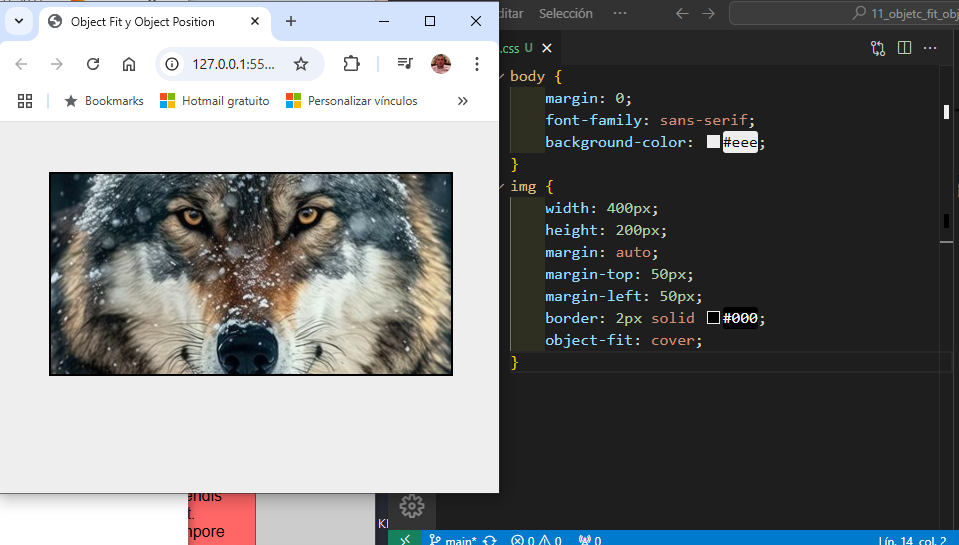 Object Fit y Object Position
127.0.0.1:55...
Bookmarks
Hotmail gratuito
Personalizar vínculos
endis
t.
mpore
ditar
Selección
11_objetc_fit_obj
.css U
body {
margin: 0;
font-family: sans-serif;
background-color: #eee;
}
img {
width: 400px;
height: 200px;
margin: auto;
margin-top: 50px;
margin-left: 50px;
border: 2px solid #000;
object-fit: cover;
}
main*
0
0
0
Lín. 14, col. 2